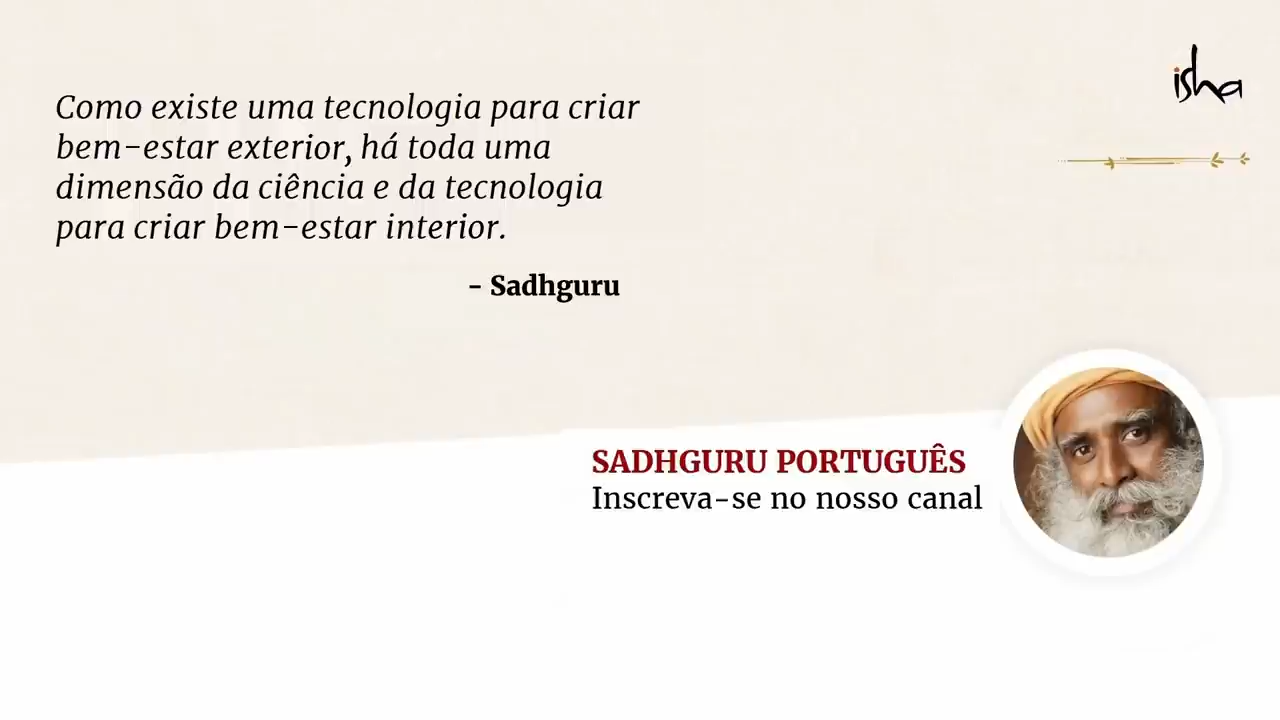 isha
Como existe uma tecnologia para criar
bem-estar exterior, há toda uma
dimensão da ciência e da tecnologia
para criar bem-estar interior.
- Sadhguru
SADHGURU PORTUGUÊS
Inscreva-se no nosso canal